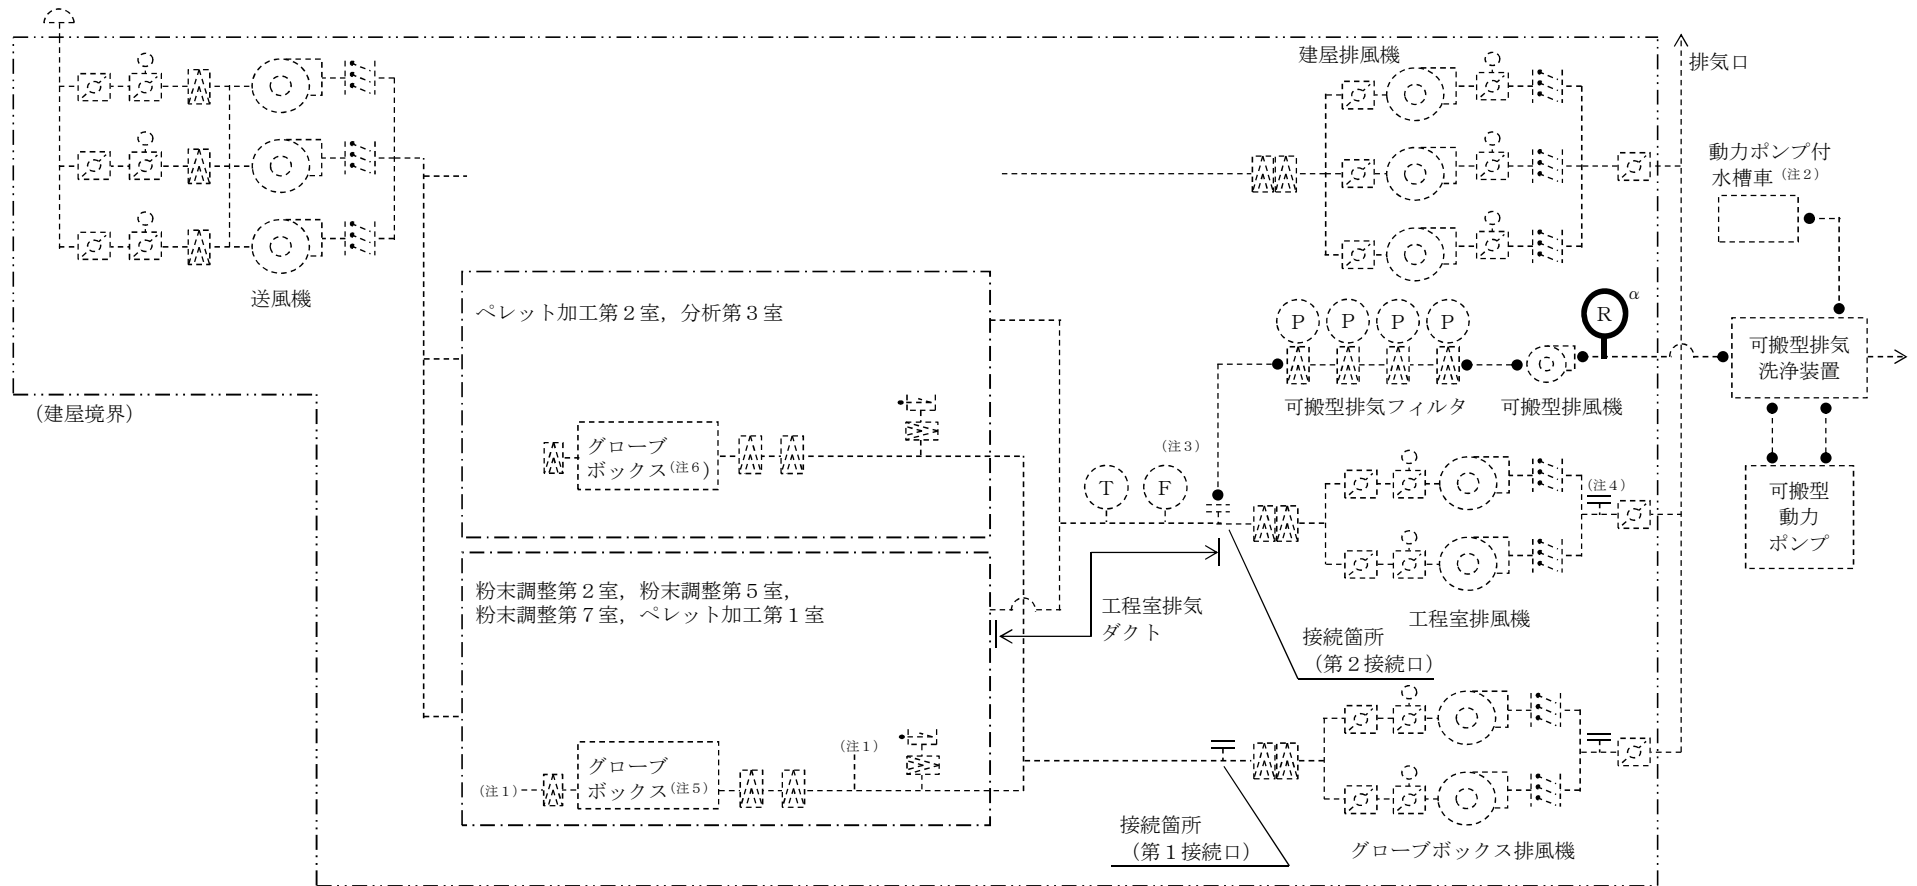 建屋排風機
排気口
動力ポンプ付
水槽車（注２）
送風機
ペレット加工第２室，分析第３室
P
P
P
P
R
α
可搬型排気
洗浄装置
可搬型排気フィルタ
可搬型排風機
（建屋境界）
グローブ
ボックス（注６）
（注３）
T
F
（注４）
可搬型
動力
ポンプ
粉末調整第２室，粉末調整第５室，
粉末調整第７室，ペレット加工第１室
工程室排気
ダクト
工程室排風機
接続箇所
（第２接続口）
（注１）
（注１）
グローブ
ボックス（注５）
接続箇所
（第１接続口）
グローブボックス排風機